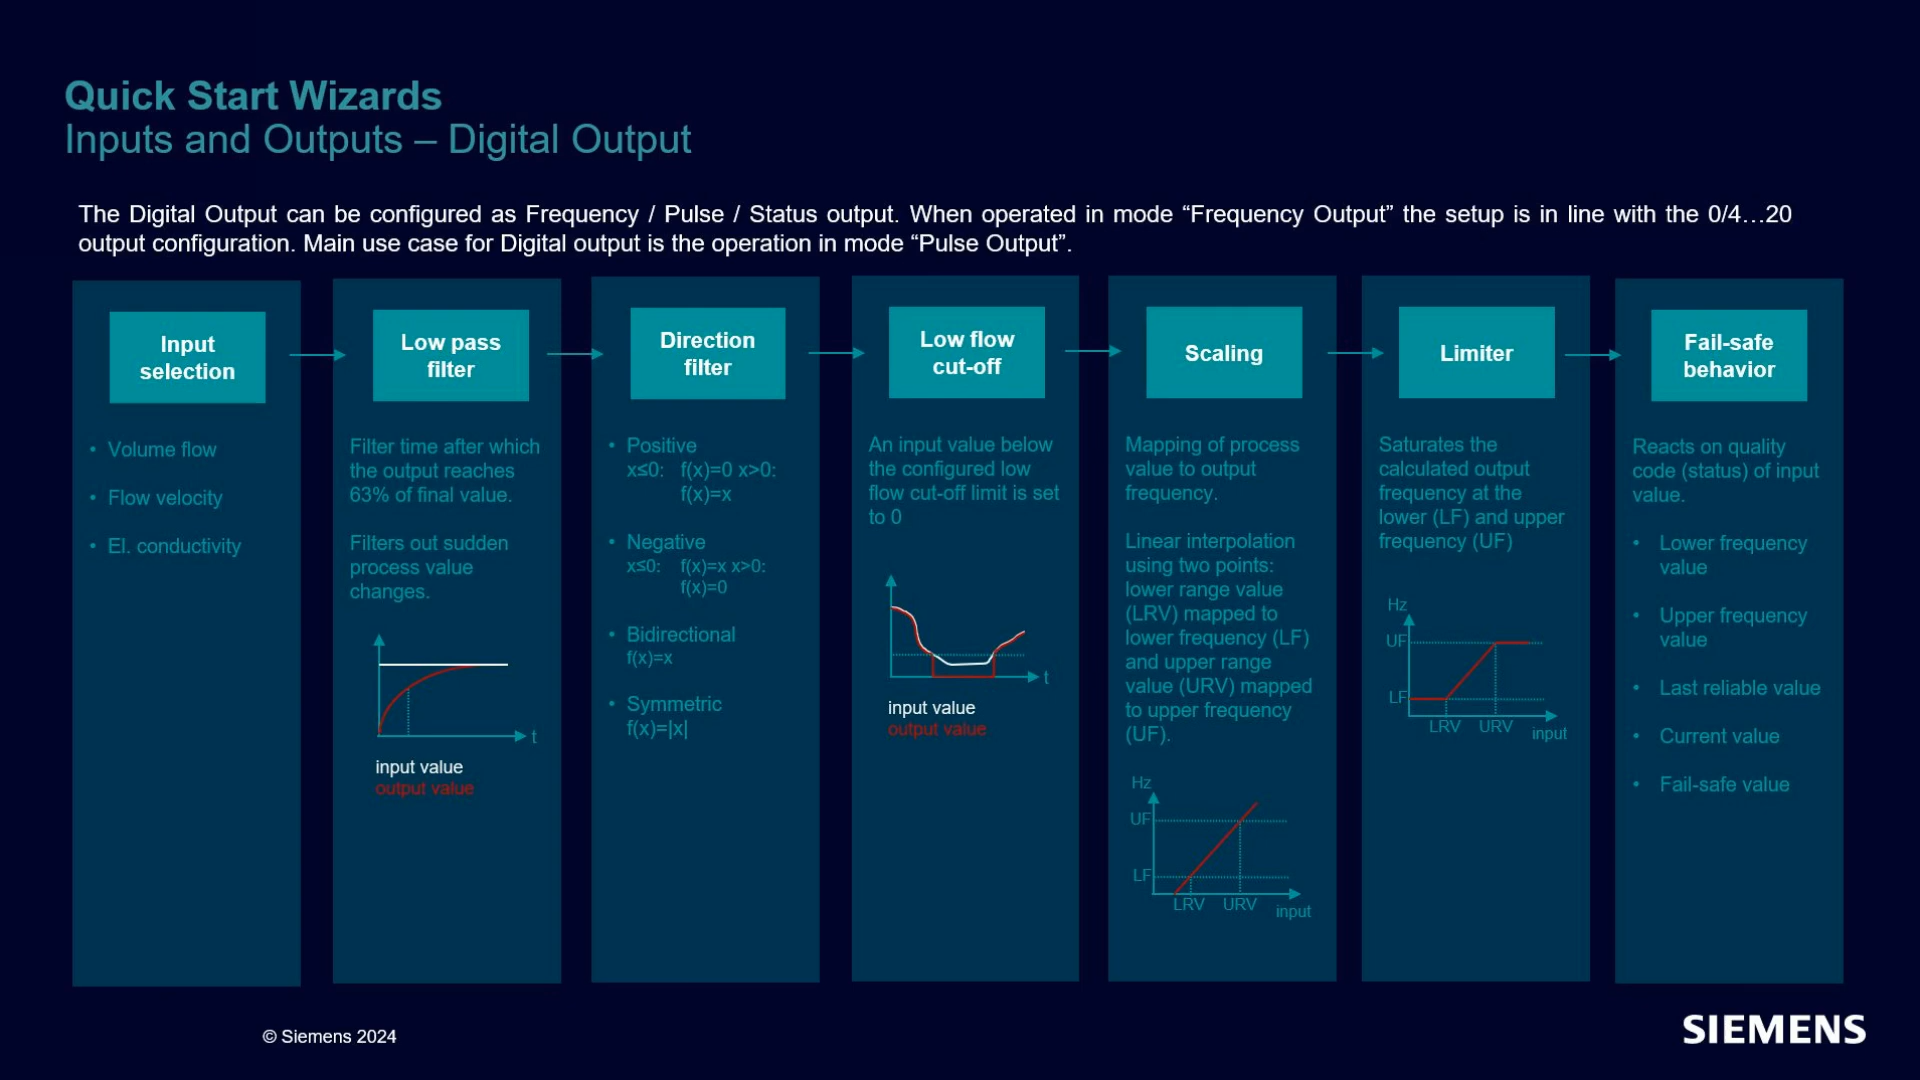 Quick Start Wizards
Inputs and Outputs – Digital Output
The Digital Output can be configured as Frequency / Pulse / Status output. When operated in mode “Frequency Output” the setup is in line with the 0/4…20
output configuration. Main use case for Digital output is the operation in mode “Pulse Output”.
Input
selection
• Volume flow
• Flow velocity
• El. conductivity
Low pass
filter
Filter time after which
the output reaches
63% of final value.
Filters out sudden
process value
changes.
t
input value
output value
Direction
filter
• Positive
x≤0: f(x)=0 x>0:
f(x)=x
• Negative
x≤0: f(x)=x x>0:
f(x)=0
• Bidirectional
f(x)=x
• Symmetric
f(x)=|x|
Low flow
cut-off
An input value below
the configured low
flow cut-off limit is set
to 0
t
input value
output value
Scaling
Mapping of process
value to output
frequency.
Linear interpolation
using two points:
lower range value
(LRV) mapped to
lower frequency (LF)
and upper range
value (URV) mapped
to upper frequency
(UF).
Hz
UF
LF
LRV URV
input
Limiter
Saturates the
calculated output
frequency at the
lower (LF) and upper
frequency (UF)
Hz
UF
LF
LRV URV
input
Fail-safe
behavior
Reacts on quality
code (status) of input
value.
• Lower frequency
value
• Upper frequency
value
• Last reliable value
• Current value
• Fail-safe value
© Siemens 2024
SIEMENS